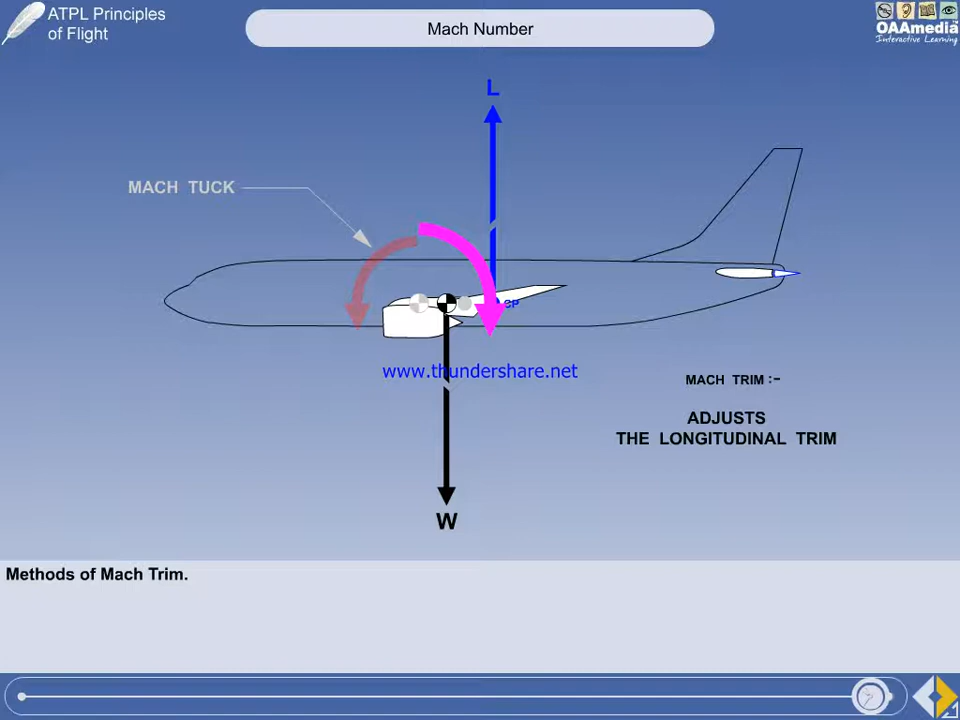 ATPL Principles
of Flight
Mach Number
OAAmedia
Interactive Learning
L
MACH TUCK
CP
www.thundershare.net
MACH TRIM :-
ADJUSTS
THE LONGITUDINAL TRIM
W
Methods of Mach Trim.